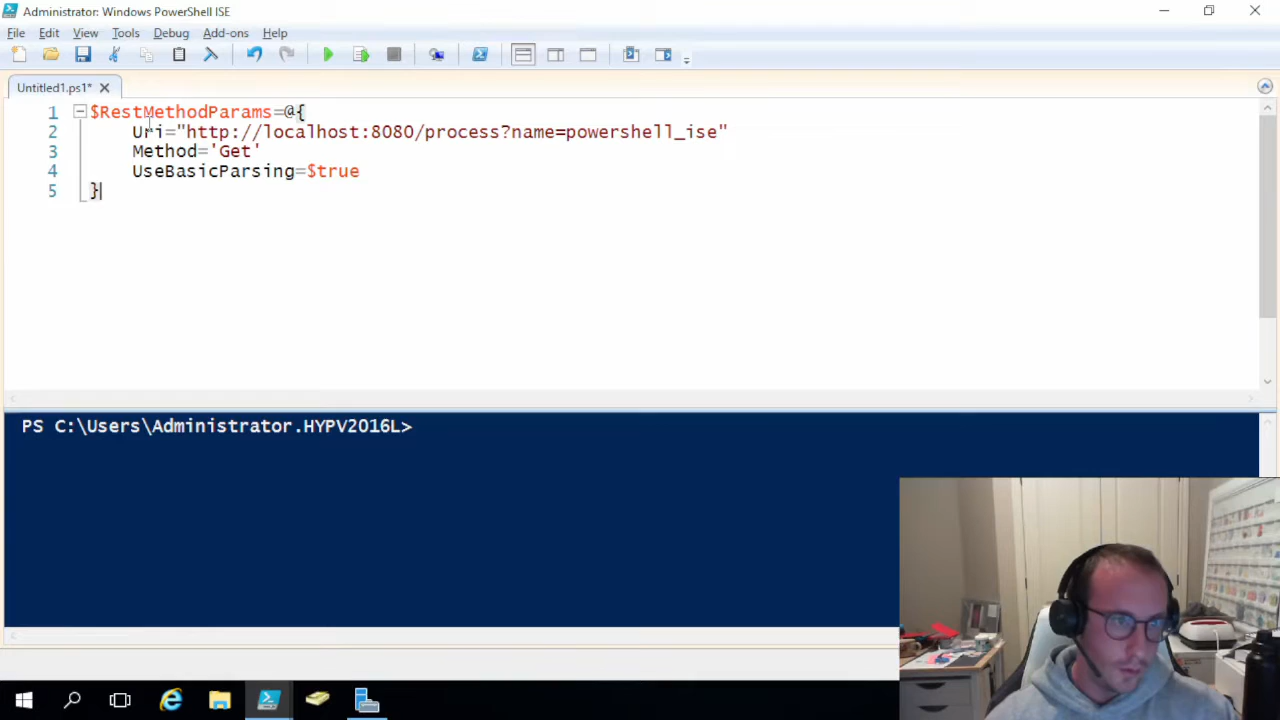 Administrator: Windows PowerShell ISE
File Edit View Tools Debug Add-ons Help
Untitled1.ps1*
1 $RestMethodParams=@{
2 Uri="http://localhost:8080/process?name=powershell_ise"
3 Method='Get'
4 UseBasicParsing=$true
5 }
PS C:\Users\Administrator.HYPV2016L>